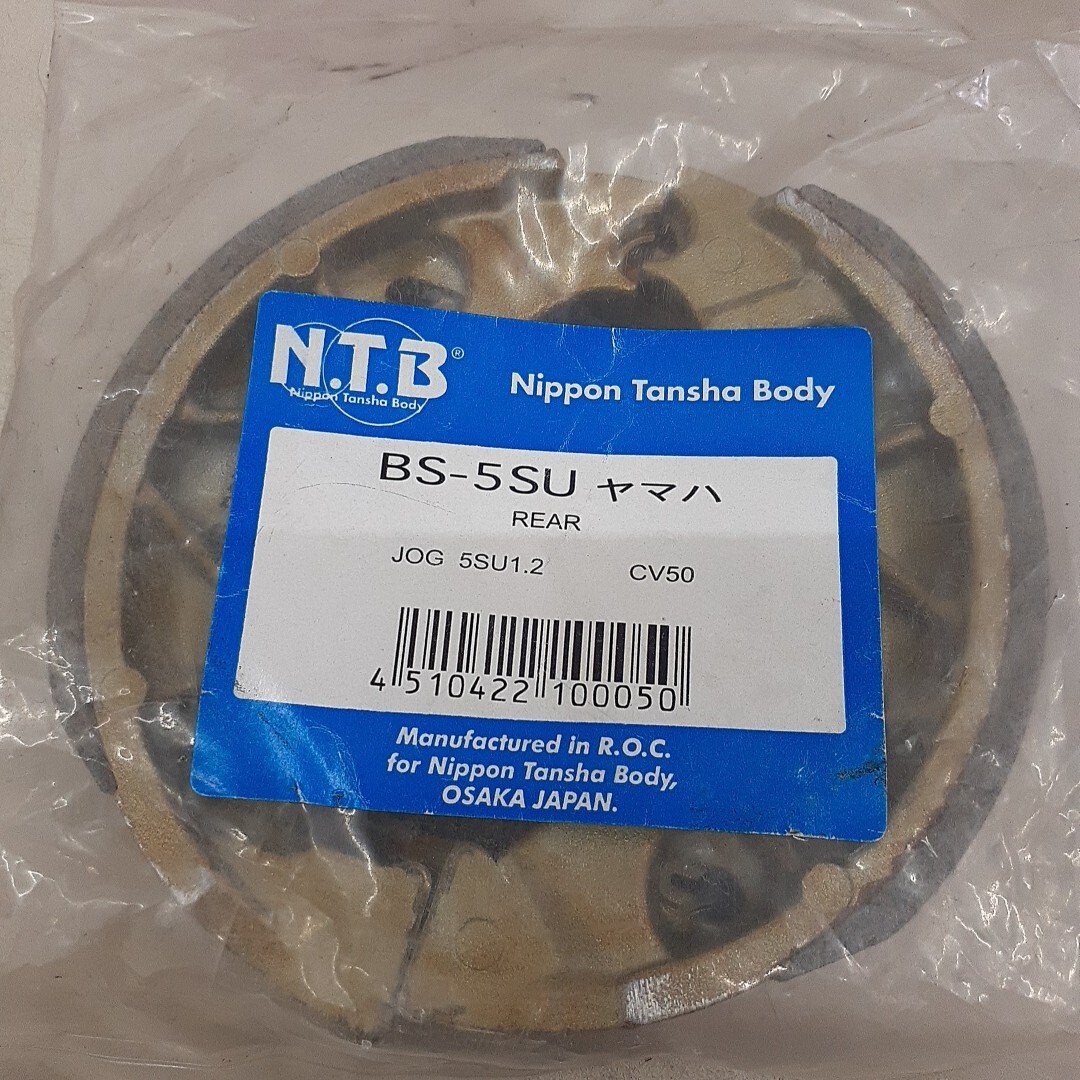 N.T.B®
Nippon Tansha Body
Nippon Tansha Body
BS-5SU ヤマハ
REAR
JOG 5SU1.2 CV50
4 510422 100050
Manufactured in R.O.C.
for Nippon Tansha Body,
OSAKA JAPAN.